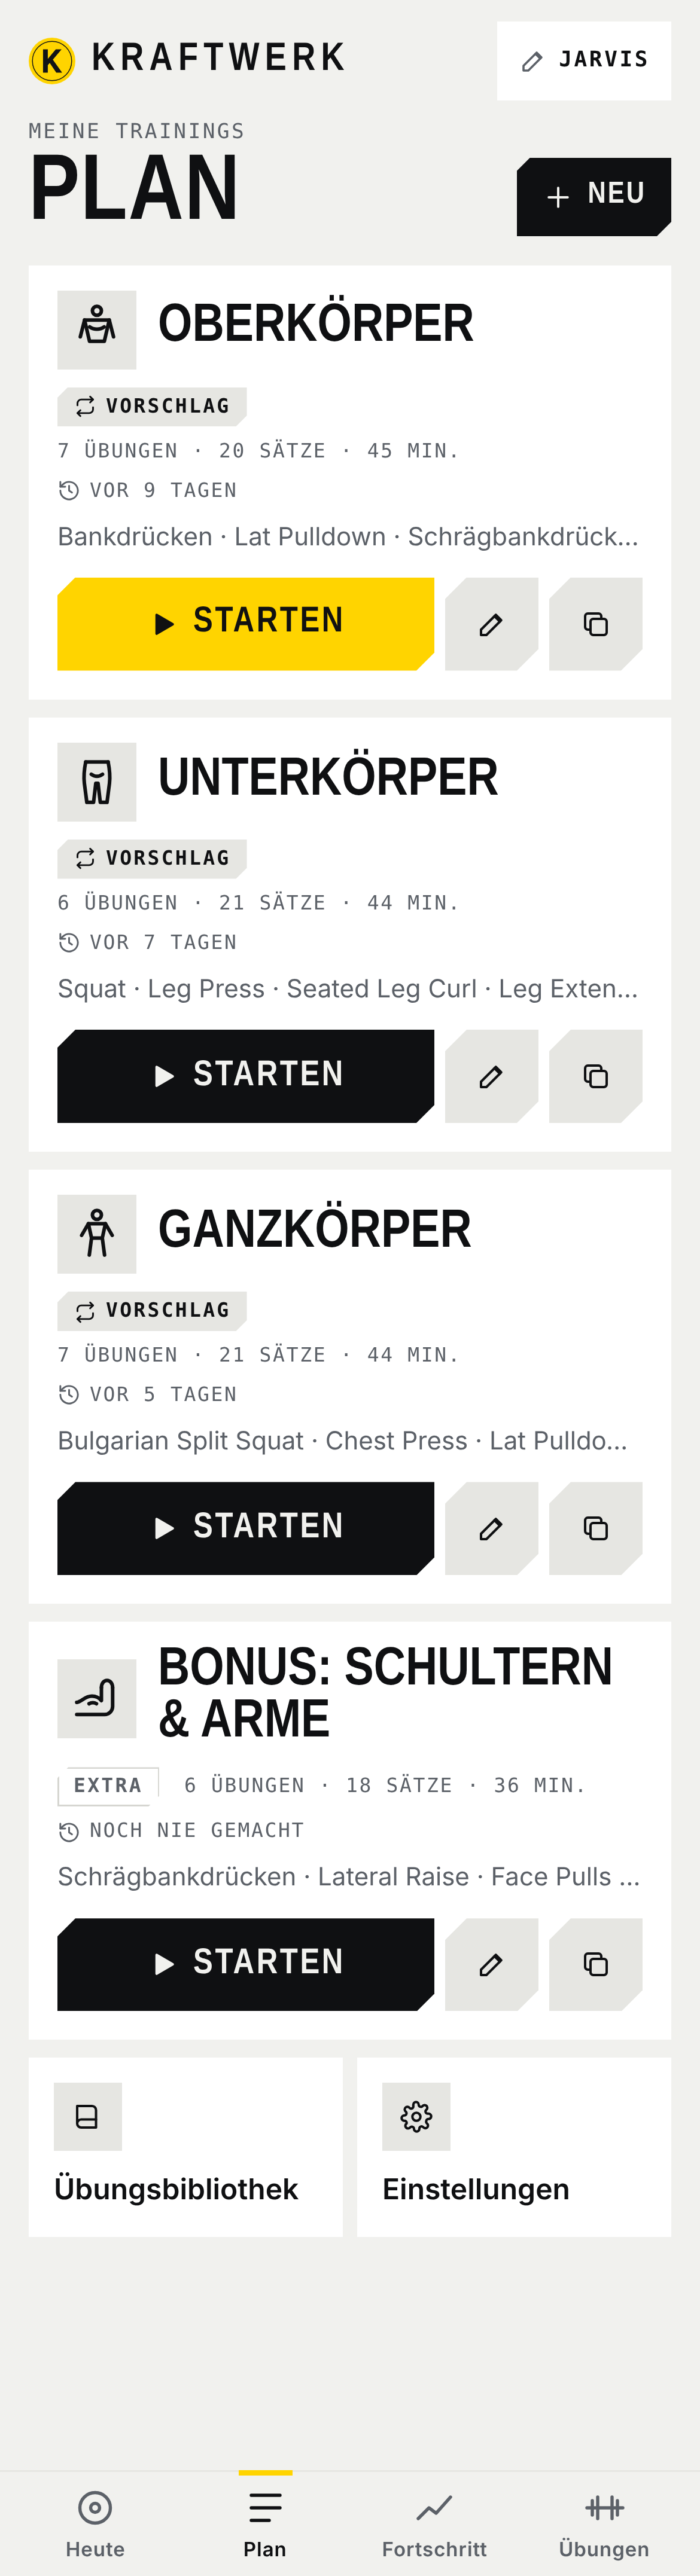 K KRAFTWERK
JARVIS
MEINE TRAININGS
PLAN
NEU
OBERKÖRPER
VORSCHLAG
7 ÜBUNGEN · 20 SÄTZE · 45 MIN.
VOR 9 TAGEN
Bankdrücken · Lat Pulldown · Schrägbankdrück…
STARTEN
UNTERKÖRPER
VORSCHLAG
6 ÜBUNGEN · 21 SÄTZE · 44 MIN.
VOR 7 TAGEN
Squat · Leg Press · Seated Leg Curl · Leg Exten…
STARTEN
GANZKÖRPER
VORSCHLAG
7 ÜBUNGEN · 21 SÄTZE · 44 MIN.
VOR 5 TAGEN
Bulgarian Split Squat · Chest Press · Lat Pulldo…
STARTEN
BONUS: SCHULTERN
& ARME
EXTRA 6 ÜBUNGEN · 18 SÄTZE · 36 MIN.
NOCH NIE GEMACHT
Schrägbankdrücken · Lateral Raise · Face Pulls …
STARTEN
Übungsbibliothek
Einstellungen
Heute Plan Fortschritt Übungen